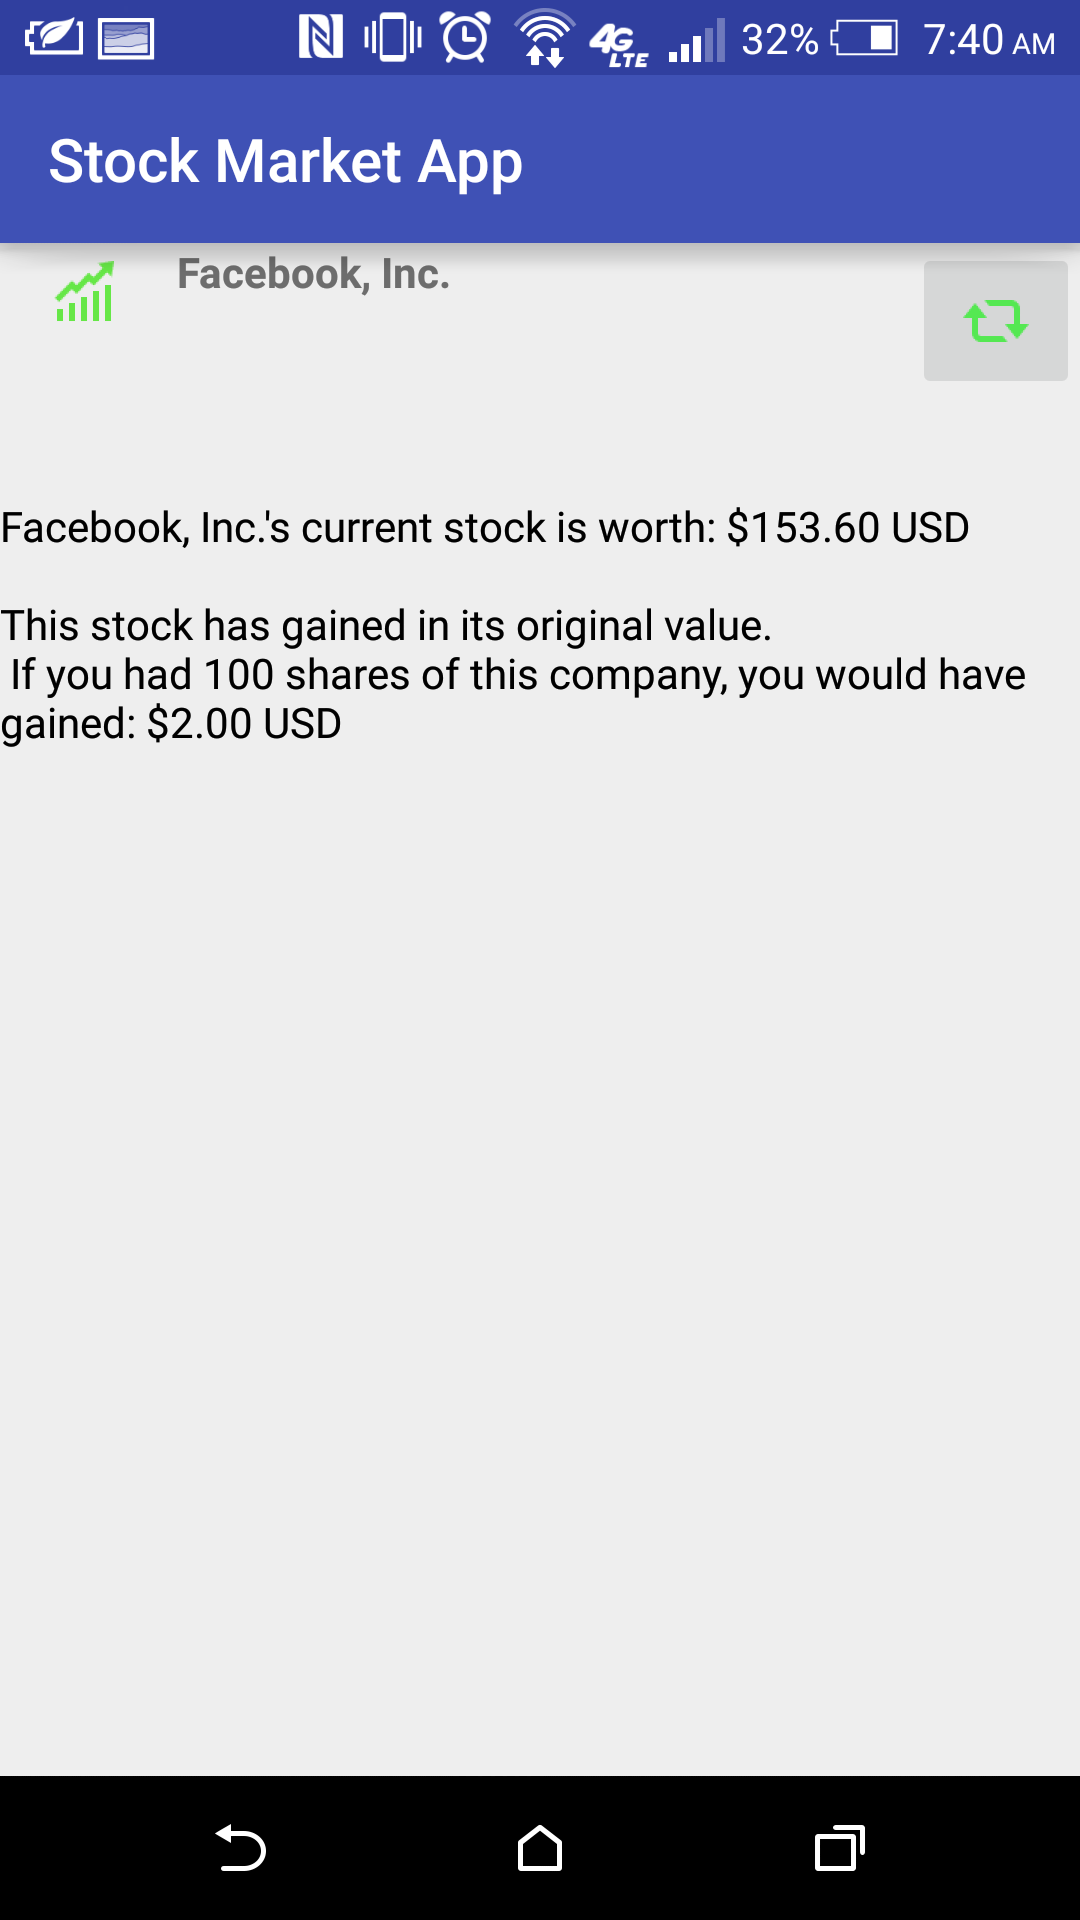 4G LTE 32% 7:40 AM
Stock Market App
Facebook, Inc.
Facebook, Inc.'s current stock is worth: $153.60 USD
This stock has gained in its original value.
If you had 100 shares of this company, you would have
gained: $2.00 USD